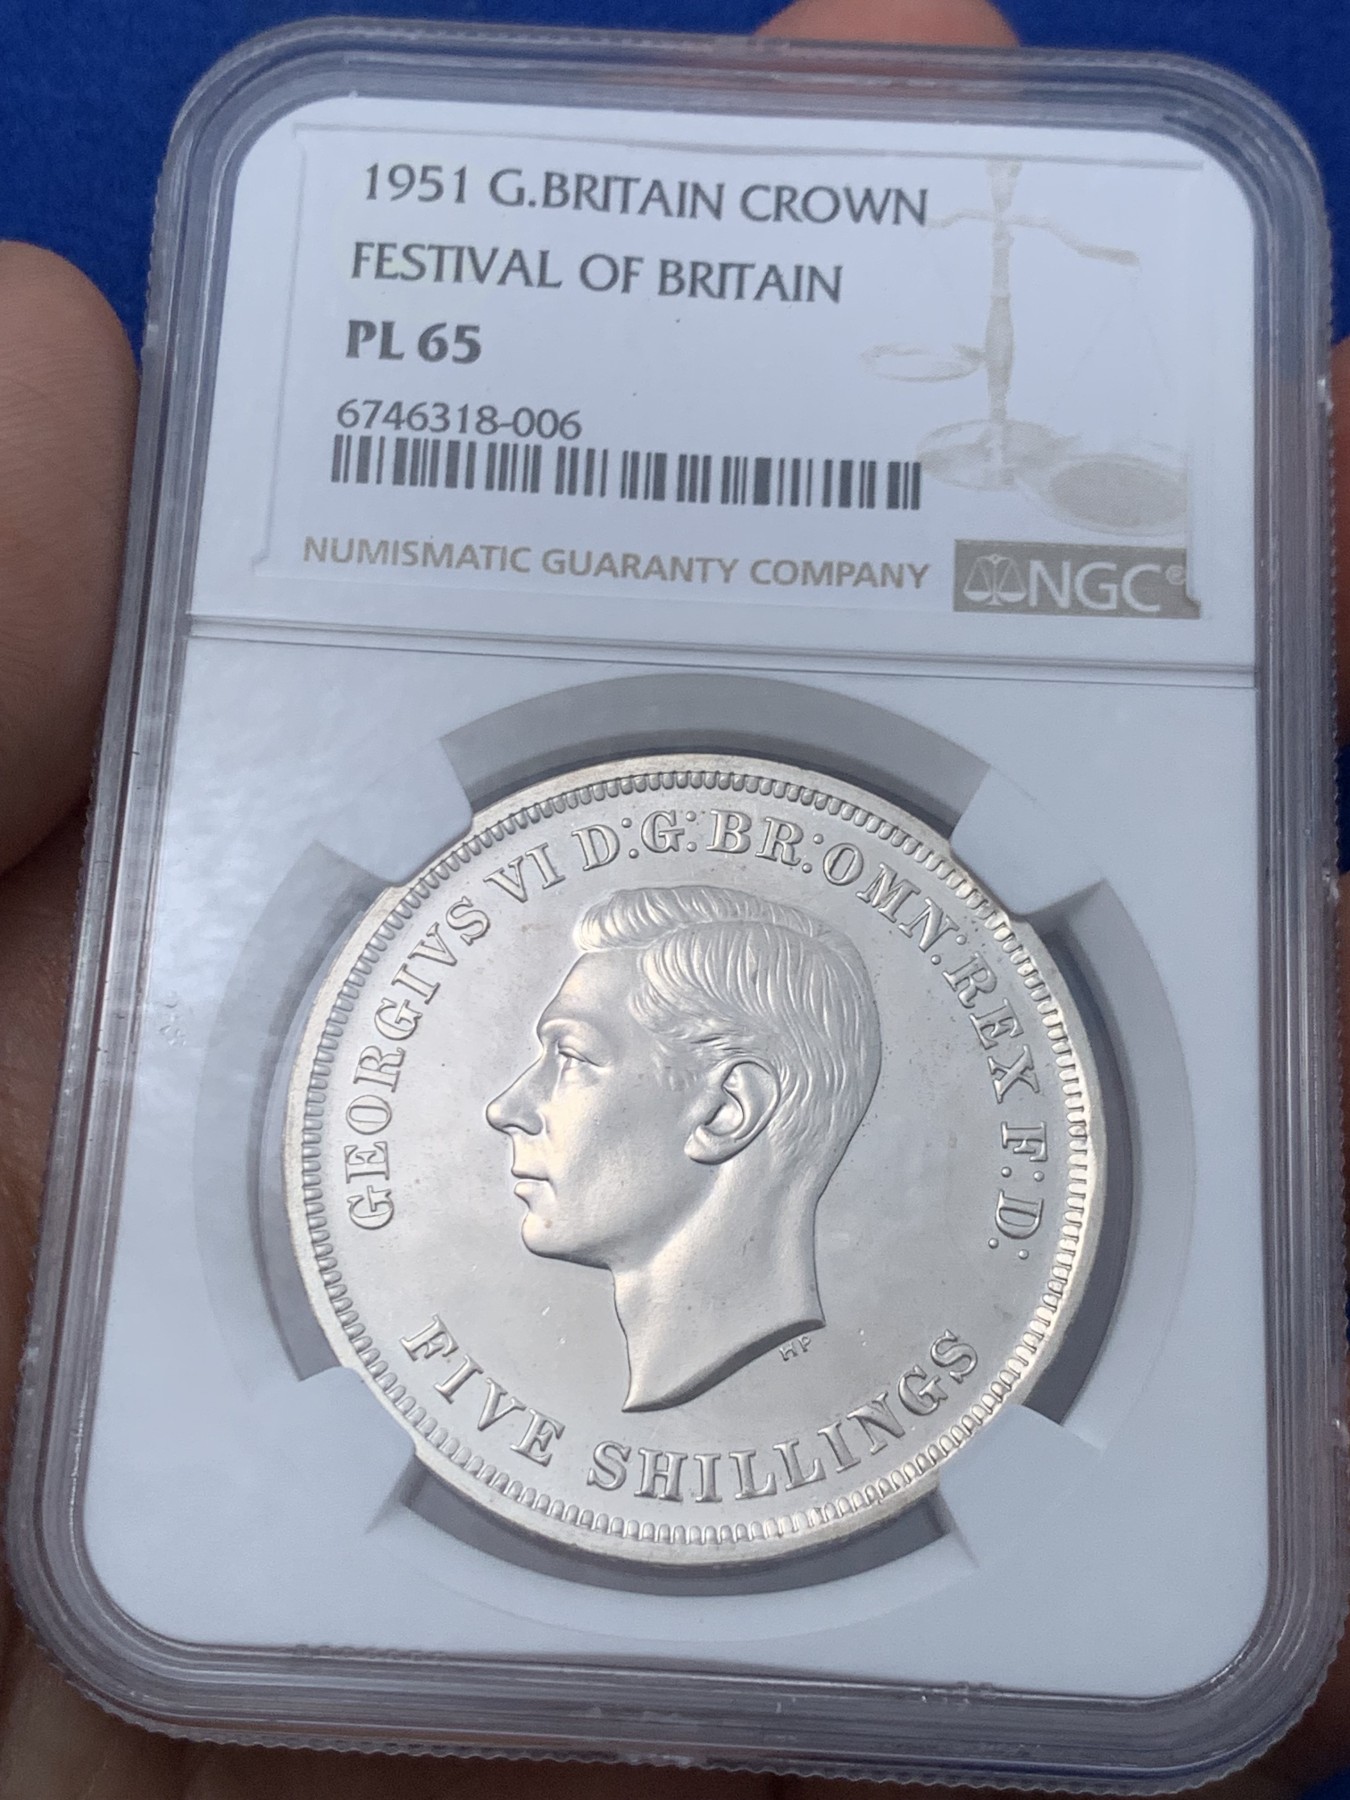 1951 G.BRITAIN CROWN
FESTIVAL OF BRITAIN
PL 65
6746318-006
NUMISMATIC GUARANTY COMPANY
NGC®
GEORGIVS VI D:G:BR:OMN:REX F:D:
HP
FIVE SHILLINGS